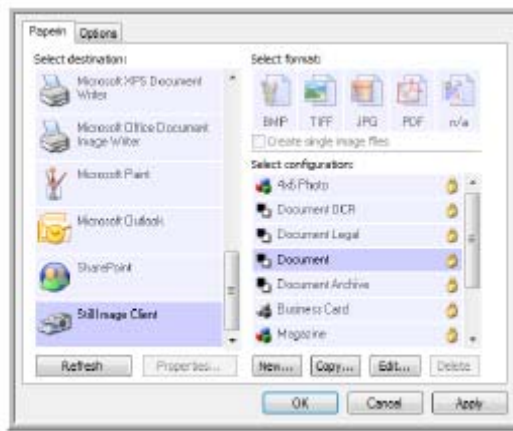 Paperin Options
Select destination:
Microsoft XPS Document
Writer
Microsoft Office Document
Image Writer
Microsoft Paint
Microsoft Outlook
SharePoint
Still Image Client
Refresh Properties...
Select format:
BMP TIFF JPG PDF n/a
Create single image files
Select configuration:
4x6 Photo
Document OCR
Document Legal
Document
Document Archive
Business Card
Magazine
New... Copy... Edit... Delete
OK Cancel Apply